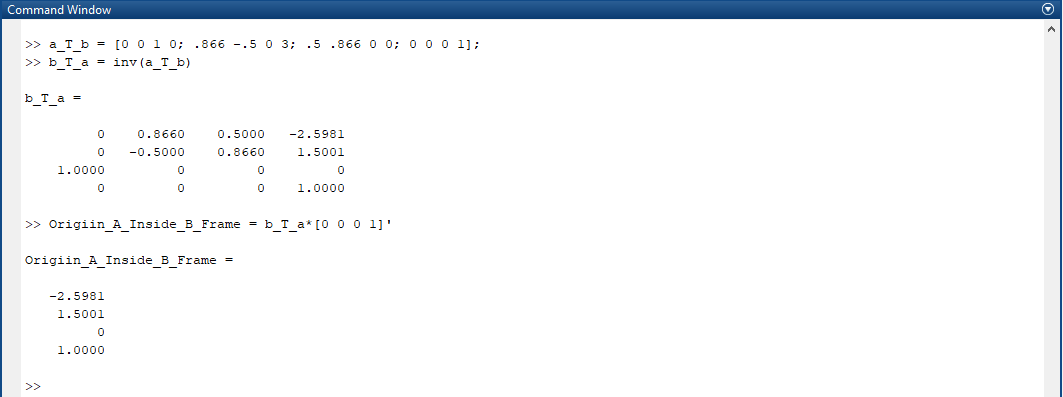 Command Window
>> a_T_b = [0 0 1 0; .866 -.5 0 3; .5 .866 0 0; 0 0 0 1];
>> b_T_a = inv(a_T_b)
b_T_a =
0 0.8660 0.5000 -2.5981
0 -0.5000 0.8660 1.5001
1.0000 0 0 0
0 0 0 1.0000
>> Origiin_A_Inside_B_Frame = b_T_a*[0 0 0 1]'
Origiin_A_Inside_B_Frame =
-2.5981
1.5001
0
1.0000
>>